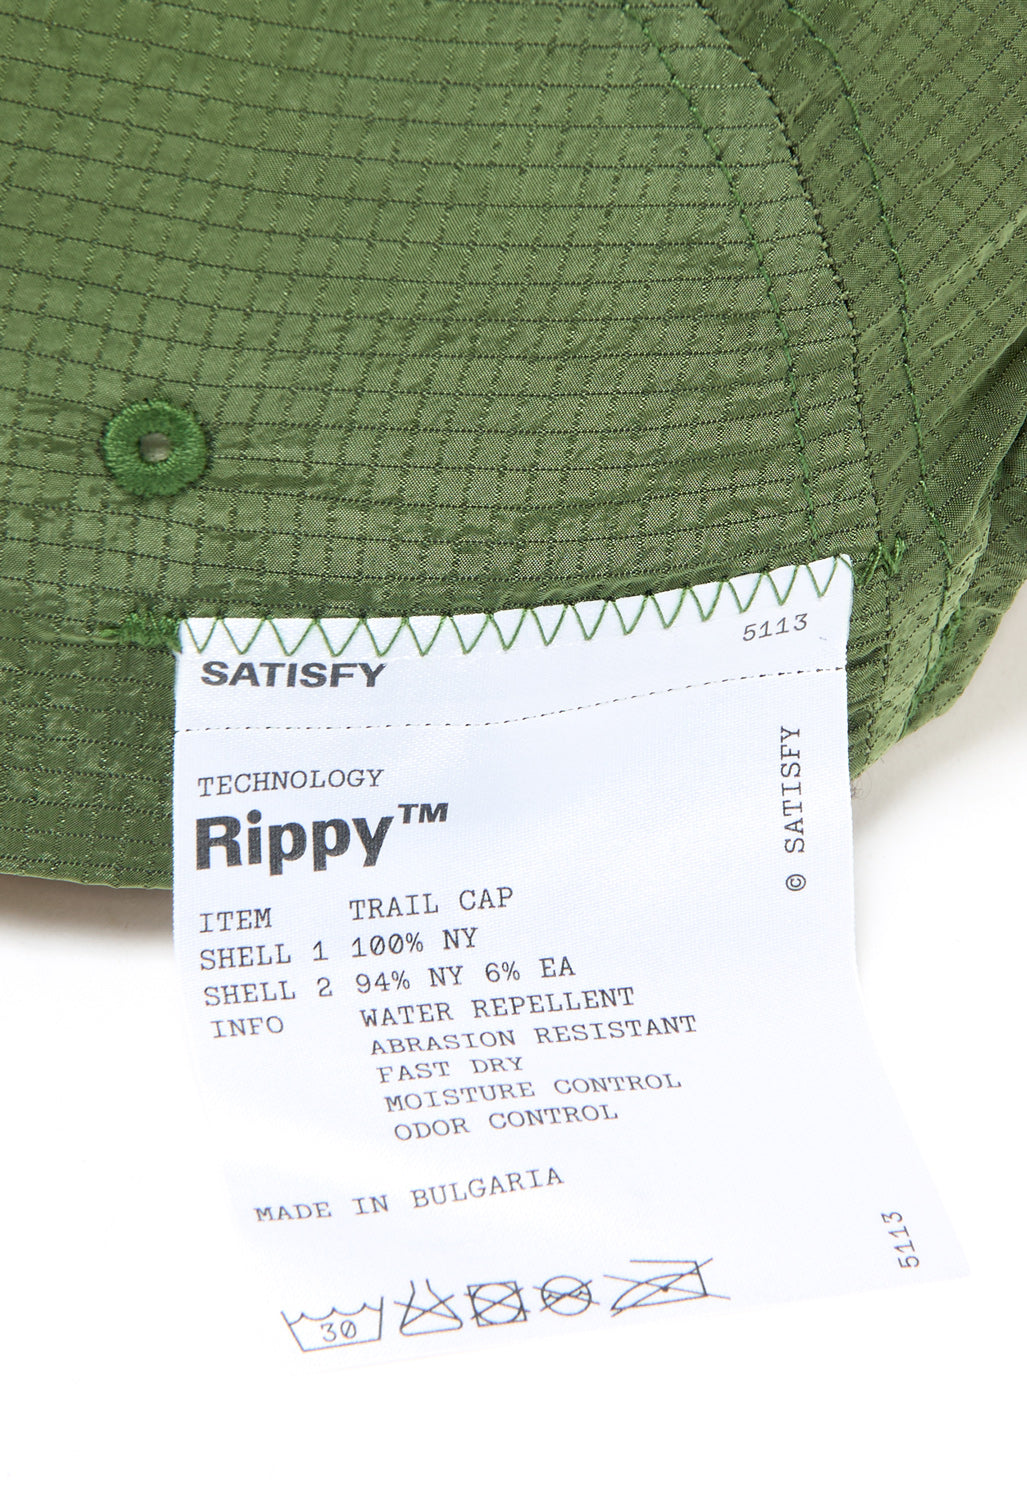 5113
SATISFY
TECHNOLOGY
Rippy™
© SATISFY
ITEM TRAIL CAP
SHELL 1 100% NY
SHELL 2 94% NY 6% EA
INFO WATER REPELLENT
ABRASION RESISTANT
FAST DRY
MOISTURE CONTROL
ODOR CONTROL
MADE IN BULGARIA
5113
30